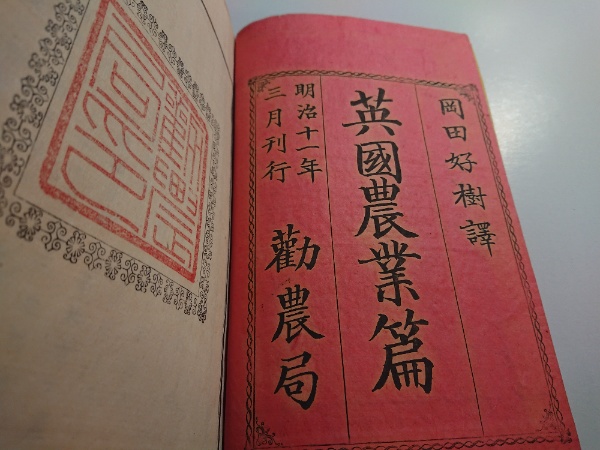 岡田好樹譯
英國農業篇
明治十一年
三月刊行
勸農局